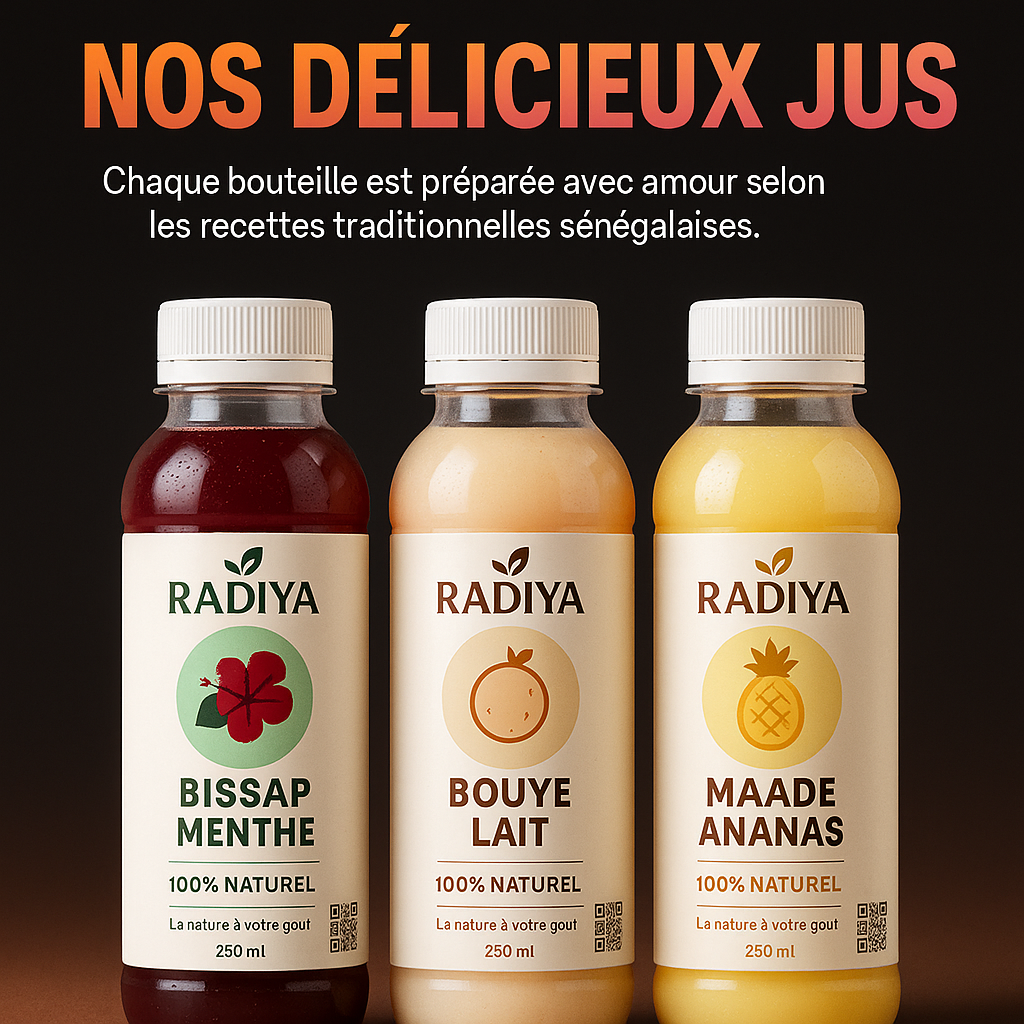 NOS DÉLICIEUX JUS
Chaque bouteille est préparée avec amour selon
les recettes traditionnelles sénégalaises.
RADIYA
BISSAP
MENTHE
100% NATUREL
La nature à votre gout
250 ml
RADIYA
BOUYE
LAIT
100% NATUREL
La nature à votre gout
250 ml
RADIYA
MAADE
ANANAS
100% NATUREL
La nature à votre gout
250 ml